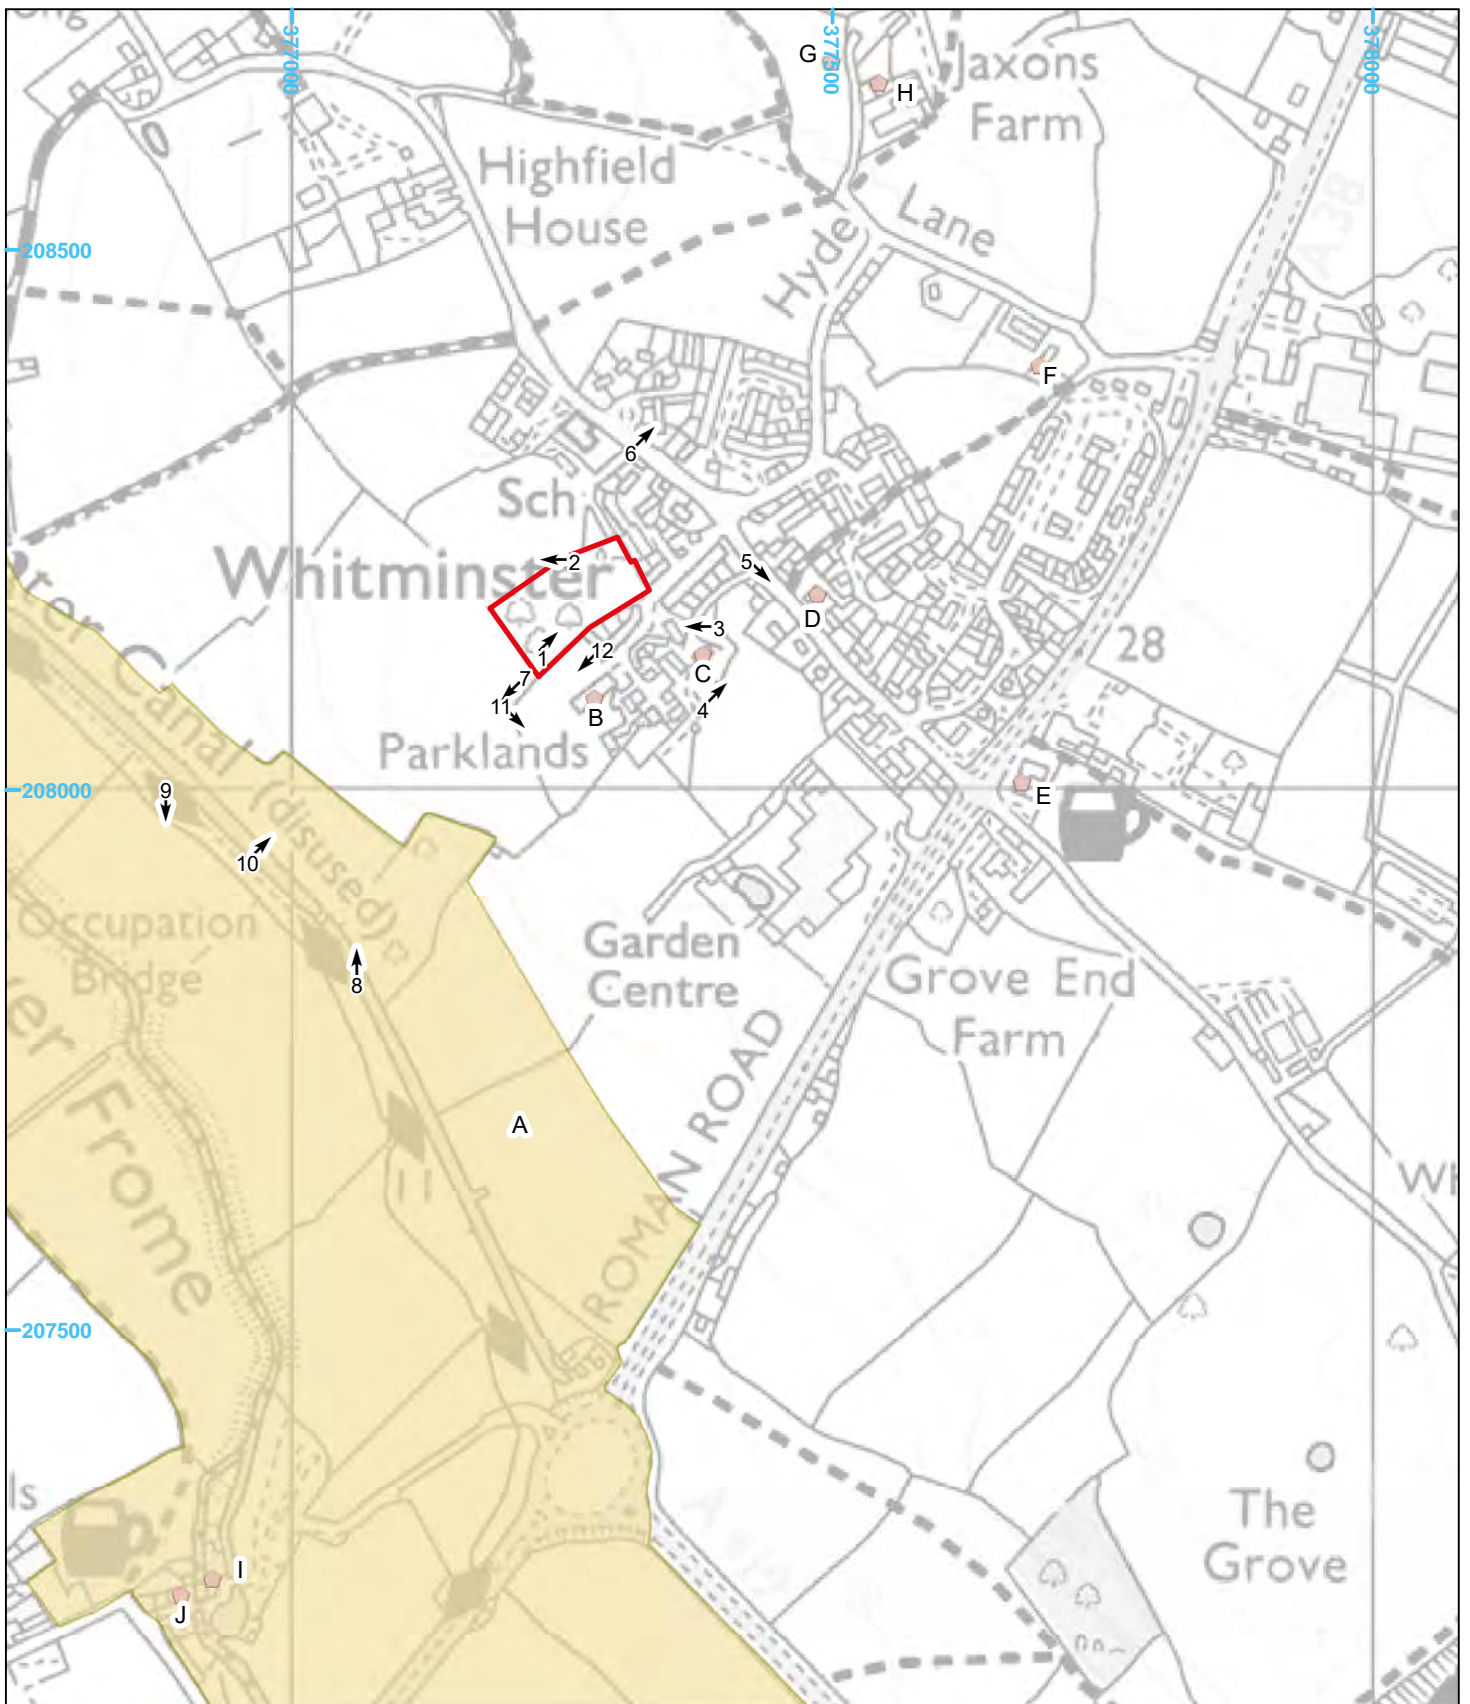 377000
377500
378000
G
H
Jaxons
Farm
Highfield
House
Hyde
Lane
A 38
208500
F
6
Sch
Whitminster
2
5
D
28
3
1
12
C
7
4
11
B
Parklands
208000
9
E
10
Canal
(disused)
Occupation
Bridge
Garden
Centre
8
Grove End
Farm
Frome
A
ROMAN ROAD
207500
The
Grove
ls
I
J